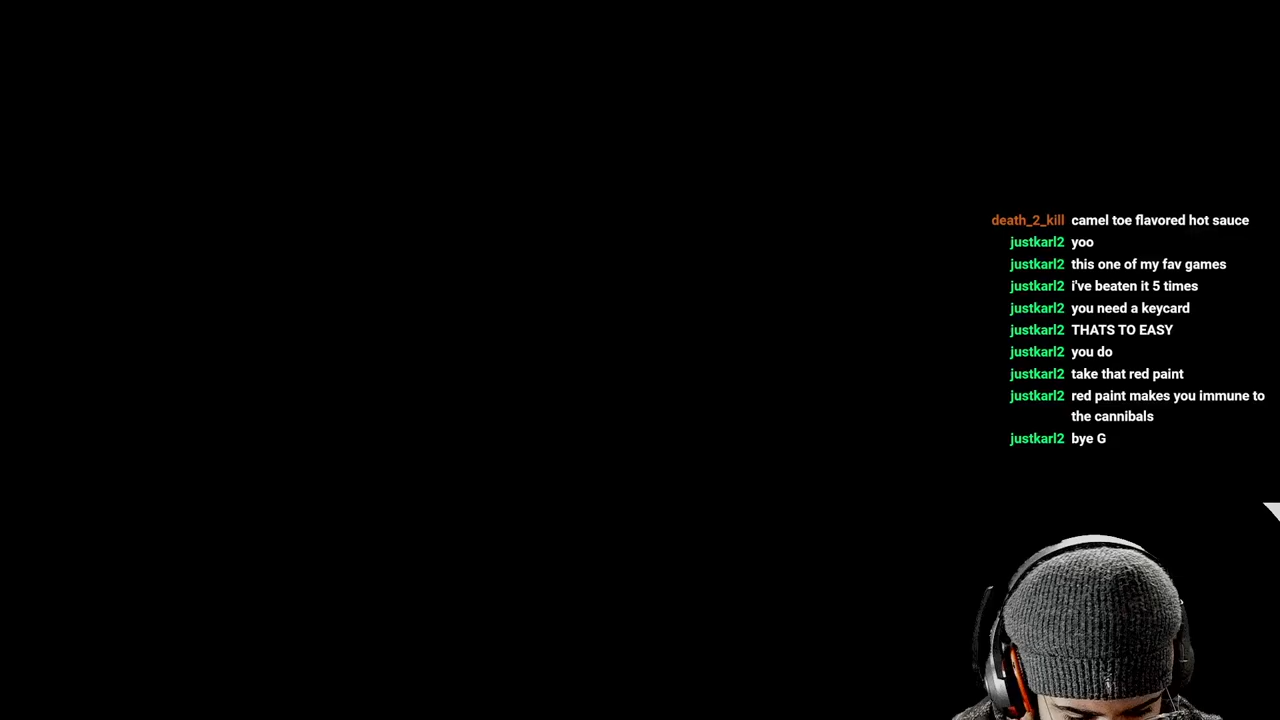 death_2_kill camel toe flavored hot sauce
justkarl2 yoo
justkarl2 this one of my fav games
justkarl2 i've beaten it 5 times
justkarl2 you need a keycard
justkarl2 THATS TO EASY
justkarl2 you do
justkarl2 take that red paint
justkarl2 red paint makes you immune to
the cannibals
justkarl2 bye G